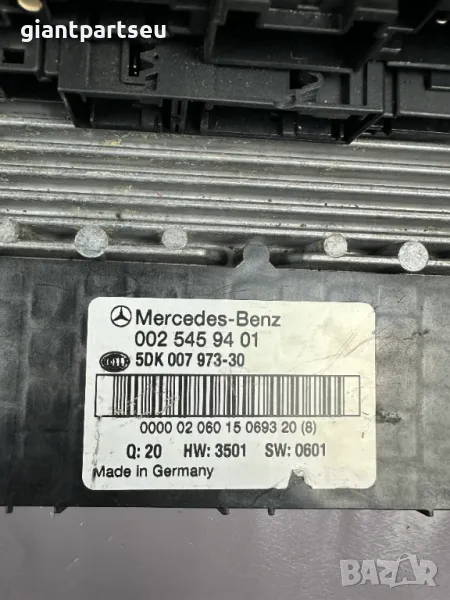 giantpartseu
Mercedes-Benz
002 545 94 01
5DK 007 973-30
0000 02 060 15 0693 20 (8)
Q: 20 HW: 3501 SW: 0601
Made in Germany
BAZAR